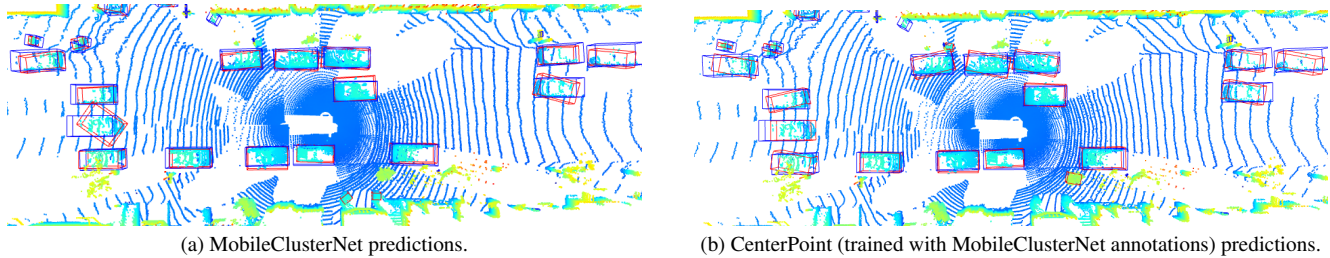 (a) MobileClusterNet predictions.
(b) CenterPoint (trained with MobileClusterNet annotations) predictions.